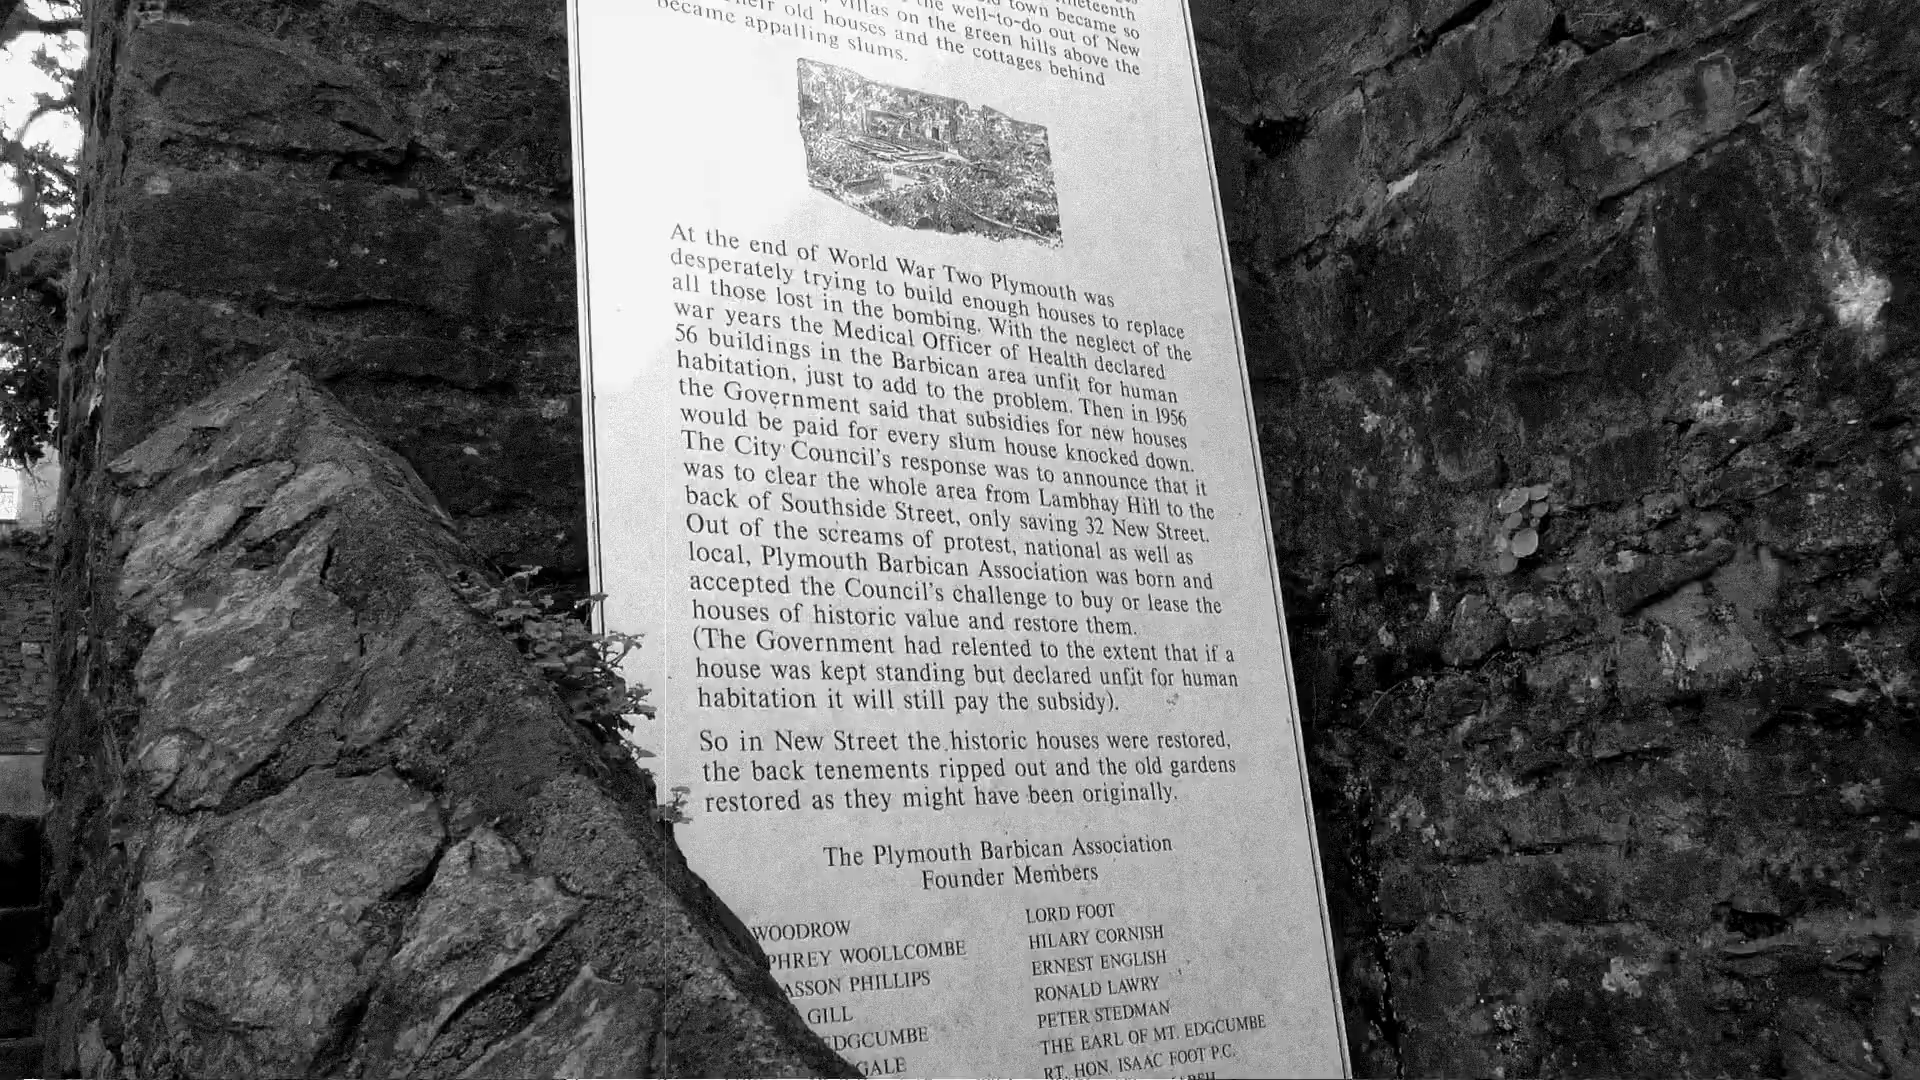 nineteenth
town became so
the well-to-do out of New
villas on the green hills above the
their old houses and the cottages behind
became appalling slums.
At the end of World War Two Plymouth was
desperately trying to build enough houses to replace
all those lost in the bombing. With the neglect of the
war years the Medical Officer of Health declared
56 buildings in the Barbican area unfit for human
habitation, just to add to the problem. Then in 1956
the Government said that subsidies for new houses
would be paid for every slum house knocked down.
The City Council's response was to announce that it
was to clear the whole area from Lambhay Hill to the
back of Southside Street, only saving 32 New Street.
Out of the screams of protest, national as well as
local, Plymouth Barbican Association was born and
accepted the Council's challenge to buy or lease the
houses of historic value and restore them.
(The Government had relented to the extent that if a
house was kept standing but declared unfit for human
habitation it will still pay the subsidy).
So in New Street the historic houses were restored,
the back tenements ripped out and the old gardens
restored as they might have been originally.
The Plymouth Barbican Association
Founder Members
WOODROW
PHREY WOOLLCOMBE
ASSON PHILLIPS
GILL
EDGCUMBE
GALE
LORD FOOT
HILARY CORNISH
ERNEST ENGLISH
RONALD LAWRY
PETER STEDMAN
THE EARL OF MT. EDGCUMBE
RT. HON. ISAAC FOOT P.C.